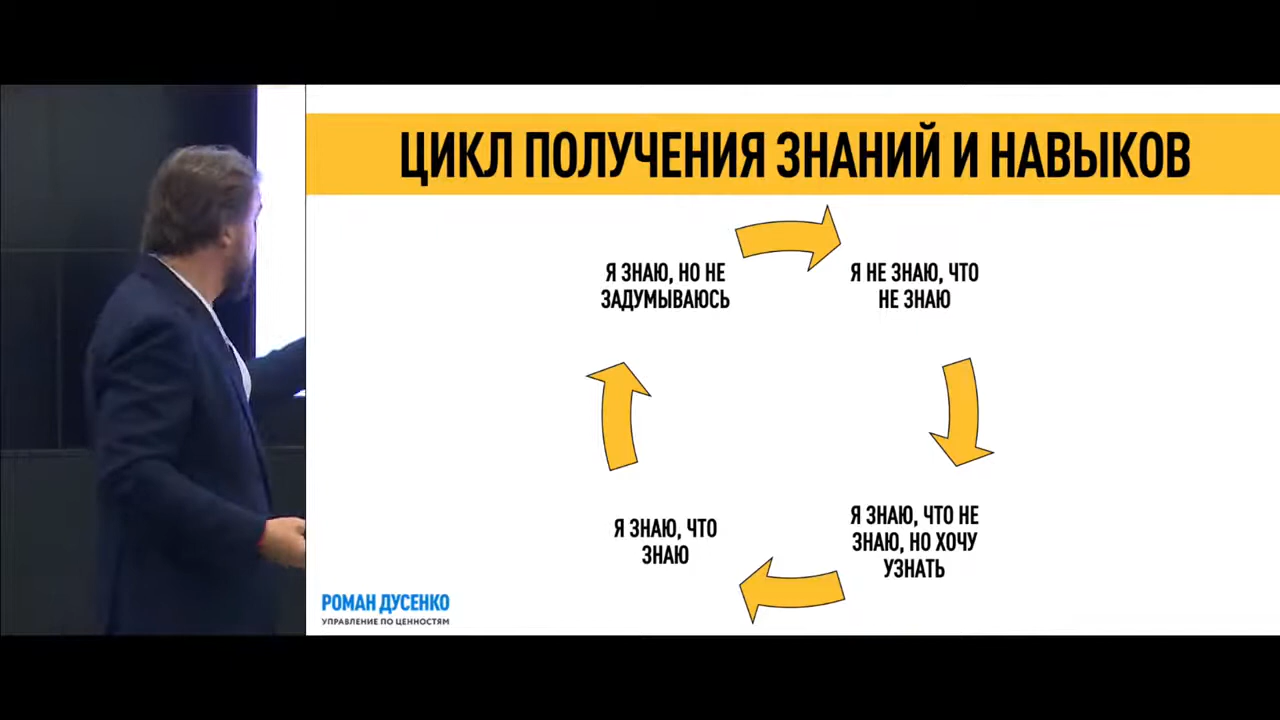 ЦИКЛ ПОЛУЧЕНИЯ ЗНАНИЙ И НАВЫКОВ
Я ЗНАЮ, НО НЕ
ЗАДУМЫВАЮСЬ
Я НЕ ЗНАЮ, ЧТО
НЕ ЗНАЮ
Я ЗНАЮ, ЧТО НЕ
ЗНАЮ, НО ХОЧУ
УЗНАТЬ
Я ЗНАЮ, ЧТО
ЗНАЮ
РОМАН ДУСЕНКО
УПРАВЛЕНИЕ ПО ЦЕННОСТЯМ